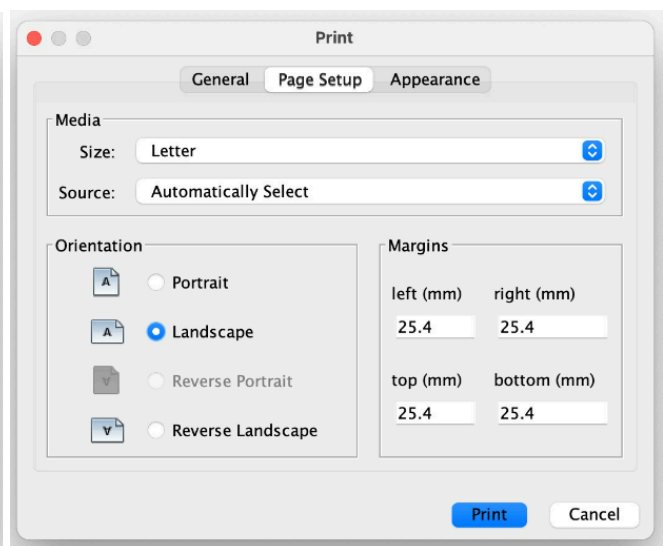 Print
General Page Setup Appearance
Media
Size: Letter
Source: Automatically Select
Orientation
A Portrait
A Landscape
A Reverse Portrait
A Reverse Landscape
Margins
left (mm) right (mm)
25.4 25.4
top (mm) bottom (mm)
25.4 25.4
Print Cancel